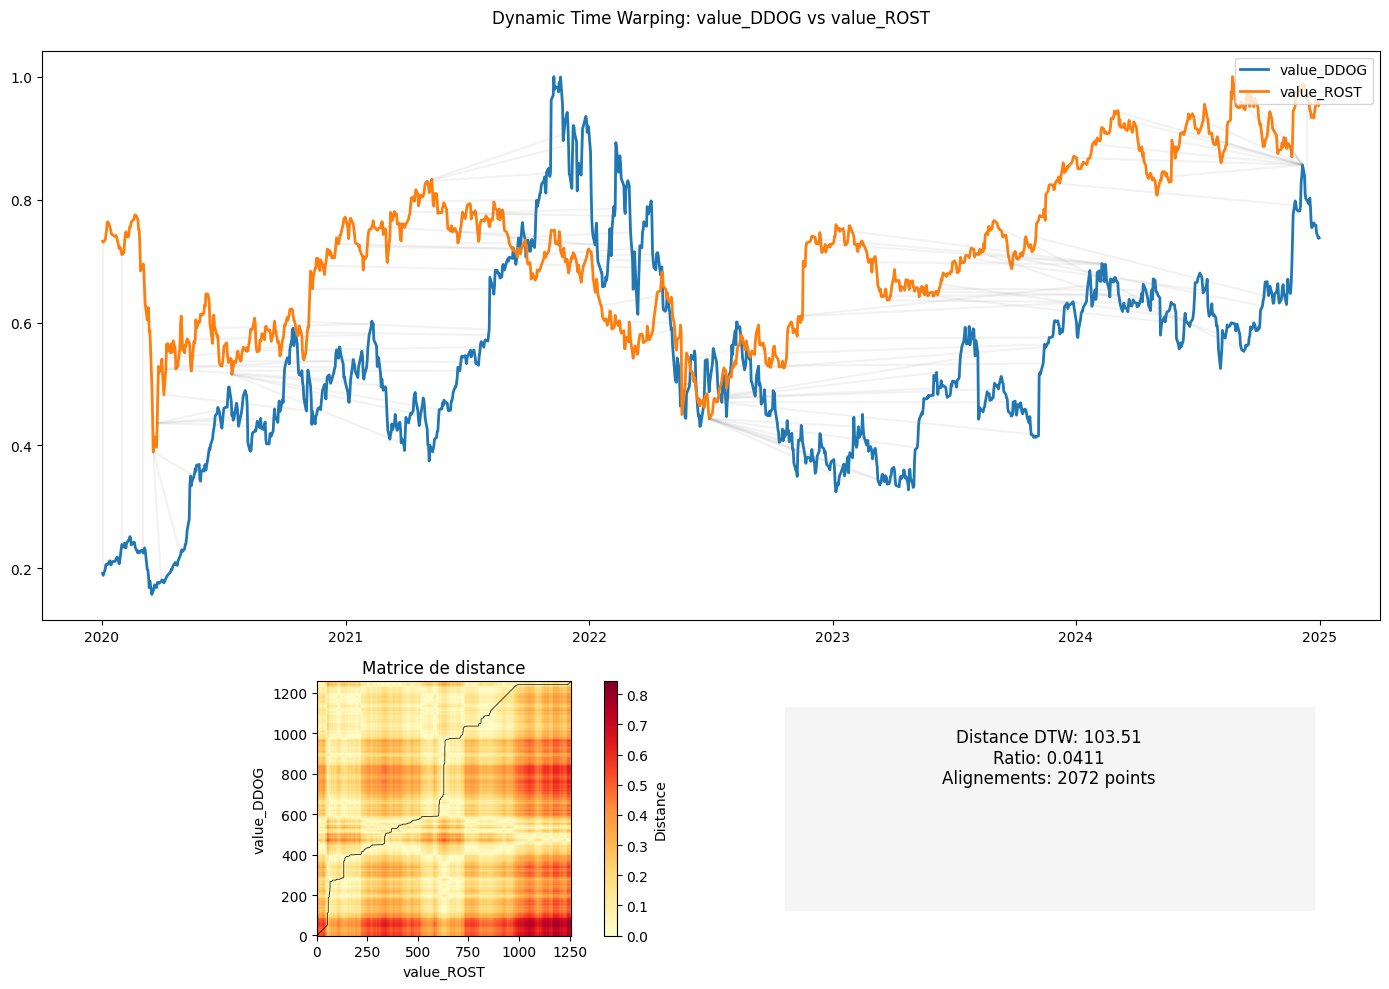 Dynamic Time Warping: value_DDOG vs value_ROST
1.0
0.8
0.6
0.4
0.2
value_DDOG
value_ROST
2020 2021 2022 2023 2024 2025
Matrice de distance
value_DDOG
1200
1000
800
600
400
200
0
0 250 500 750 1000 1250
value_ROST
0.8
0.7
0.6
0.5
0.4
0.3
0.2
0.1
0.0
Distance
Distance DTW: 103.51
Ratio: 0.0411
Alignements: 2072 points